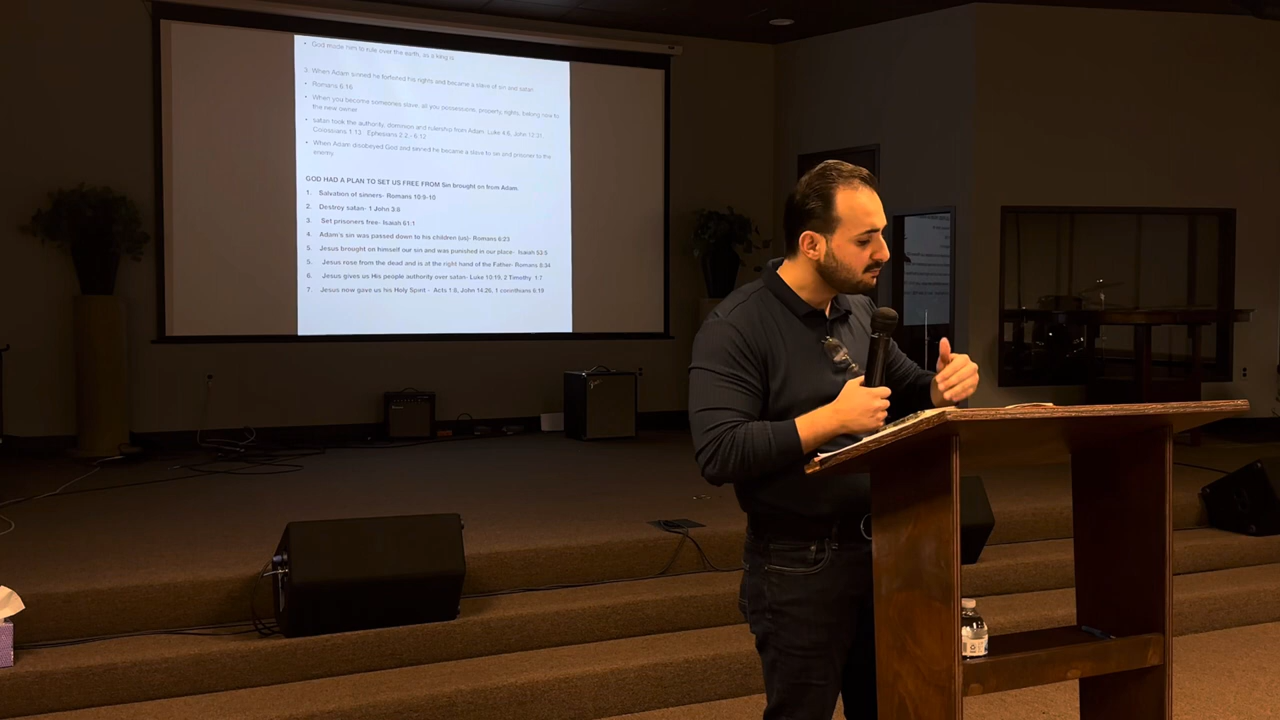 • God made him to rule over the earth, as a king is
3. When Adam sinned he forfeited his rights and became a slave of sin and satan
• Romans 6:16
• When you become someones slave, all you possessions, property, rights, belong now to
the new owner
• satan took the authority, dominion and rulership from Adam. Luke 4:6, John 12:31,
Colossians 1:13 Ephesians 2:2,- 6:12
• When Adam disobeyed God and sinned he became a slave to sin and prisoner to the
enemy
GOD HAD A PLAN TO SET US FREE FROM Sin brought on from Adam.
1. Salvation of sinners- Romans 10:9-10
2. Destroy satan- 1 John 3:8
3. Set prisoners free- Isaiah 61:1
4. Adam's sin was passed down to his children (us)- Romans 6:23
5. Jesus brought on himself our sin and was punished in our place- Isaiah 53:5
5. Jesus rose from the dead and is at the right hand of the Father- Romans 8:34
6. Jesus gives us His people authority over satan- Luke 10:19, 2 Timothy 1:7
7. Jesus now gave us his Holy Spirit - Acts 1:8, John 14:26, 1 corinthians 6:19